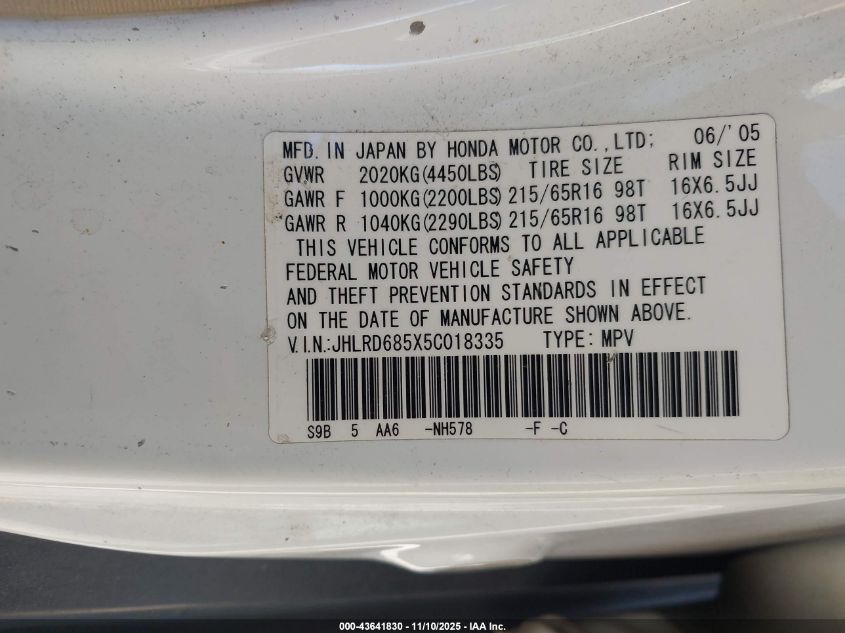 MFD. IN JAPAN BY HONDA MOTOR CO.,LTD; 06/'05
GVWR 2020KG(4450LBS) TIRE SIZE RIM SIZE
GAWR F 1000KG(2200LBS) 215/65R16 98T 16X6.5JJ
GAWR R 1040KG(2290LBS) 215/65R16 98T 16X6.5JJ
THIS VEHICLE CONFORMS TO ALL APPLICABLE
FEDERAL MOTOR VEHICLE SAFETY
AND THEFT PREVENTION STANDARDS IN EFFECT
ON THE DATE OF MANUFACTURE SHOWN ABOVE.
V.I.N.:JHLRD685X5C018335 TYPE: MPV
S9B 5 AA6 -NH578 -F -C
000-43641830 - 11/10/2025 - IAA Inc.